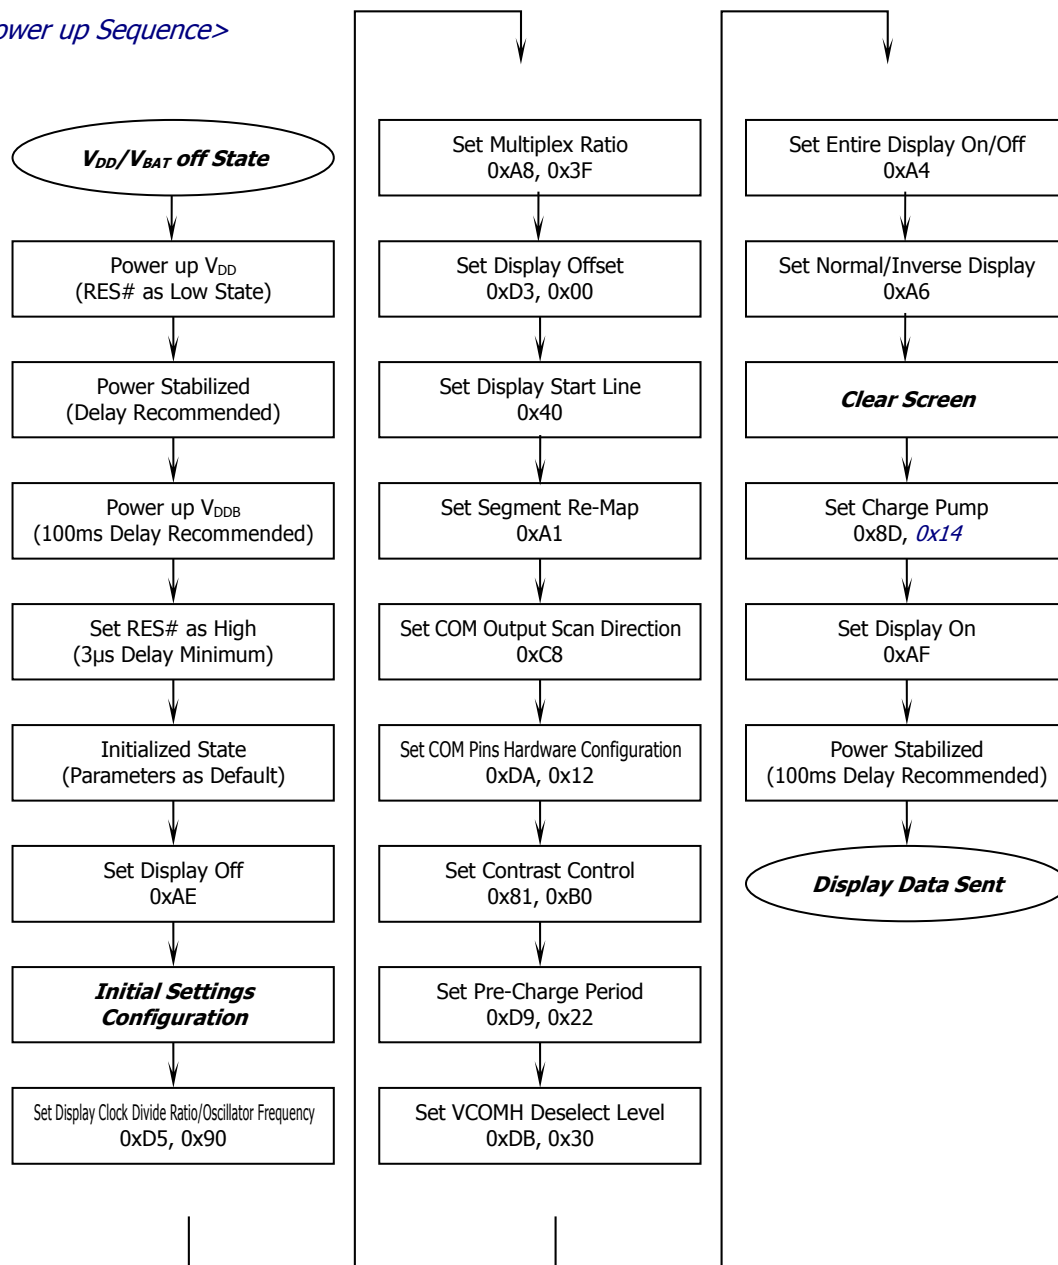 ower up Sequence>
V_DD/V_BAT off State
Power up V_DD
(RES# as Low State)
Power Stabilized
(Delay Recommended)
Power up V_DDB
(100ms Delay Recommended)
Set RES# as High
(3μs Delay Minimum)
Initialized State
(Parameters as Default)
Set Display Off
0xAE
Initial Settings
Configuration
Set Display Clock Divide Ratio/Oscillator Frequency
0xD5, 0x90
Set Multiplex Ratio
0xA8, 0x3F
Set Display Offset
0xD3, 0x00
Set Display Start Line
0x40
Set Segment Re-Map
0xA1
Set COM Output Scan Direction
0xC8
Set COM Pins Hardware Configuration
0xDA, 0x12
Set Contrast Control
0x81, 0xB0
Set Pre-Charge Period
0xD9, 0x22
Set VCOMH Deselect Level
0xDB, 0x30
Set Entire Display On/Off
0xA4
Set Normal/Inverse Display
0xA6
Clear Screen
Set Charge Pump
0x8D, 0x14
Set Display On
0xAF
Power Stabilized
(100ms Delay Recommended)
Display Data Sent